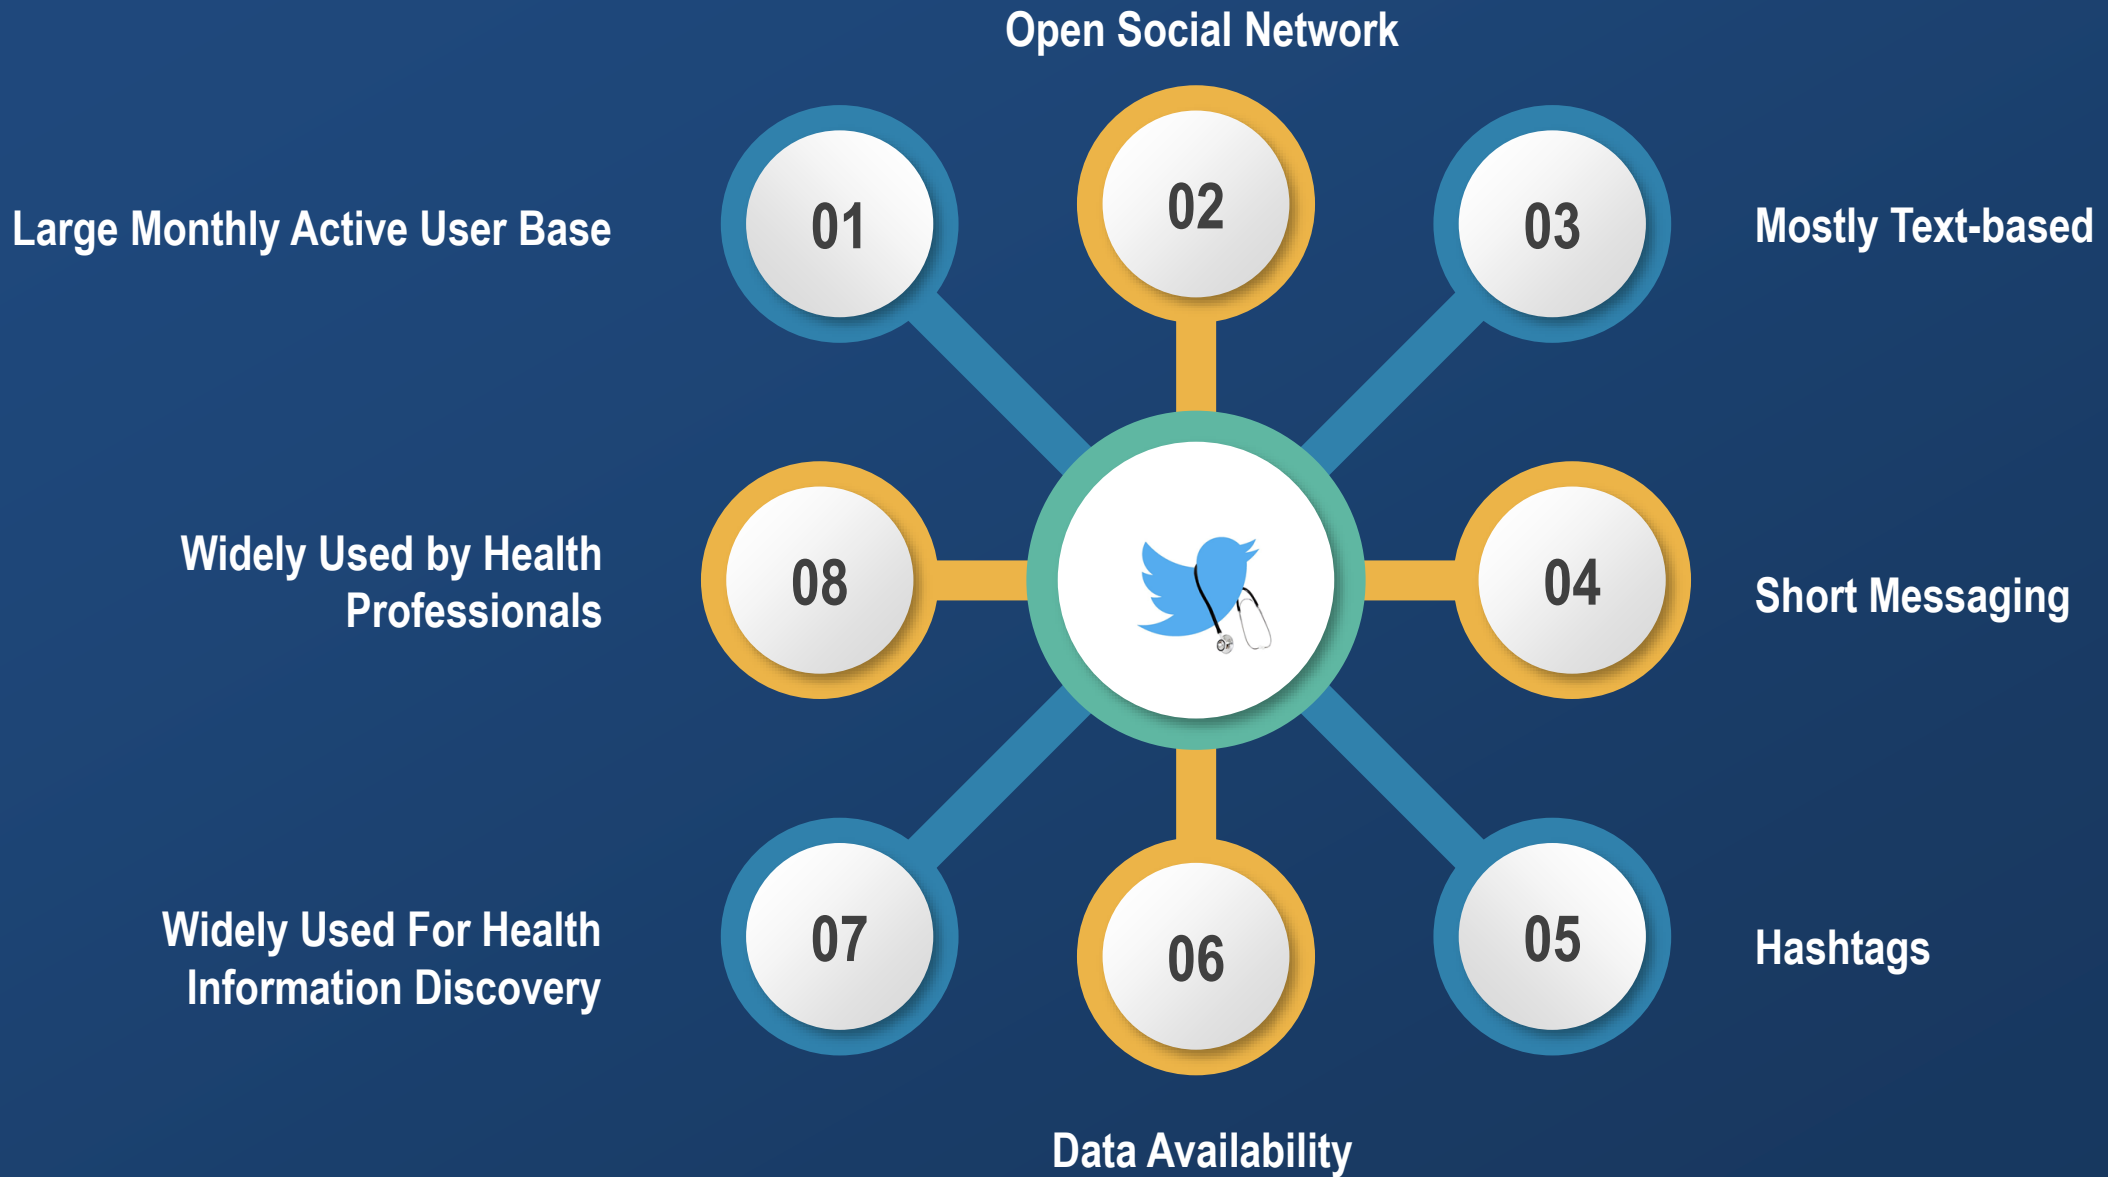 Open Social Network
01
02
03
Large Monthly Active User Base
Mostly Text-based
Widely Used by Health
Professionals
08
04
Short Messaging
Widely Used For Health
Information Discovery
07
06
05
Hashtags
Data Availability